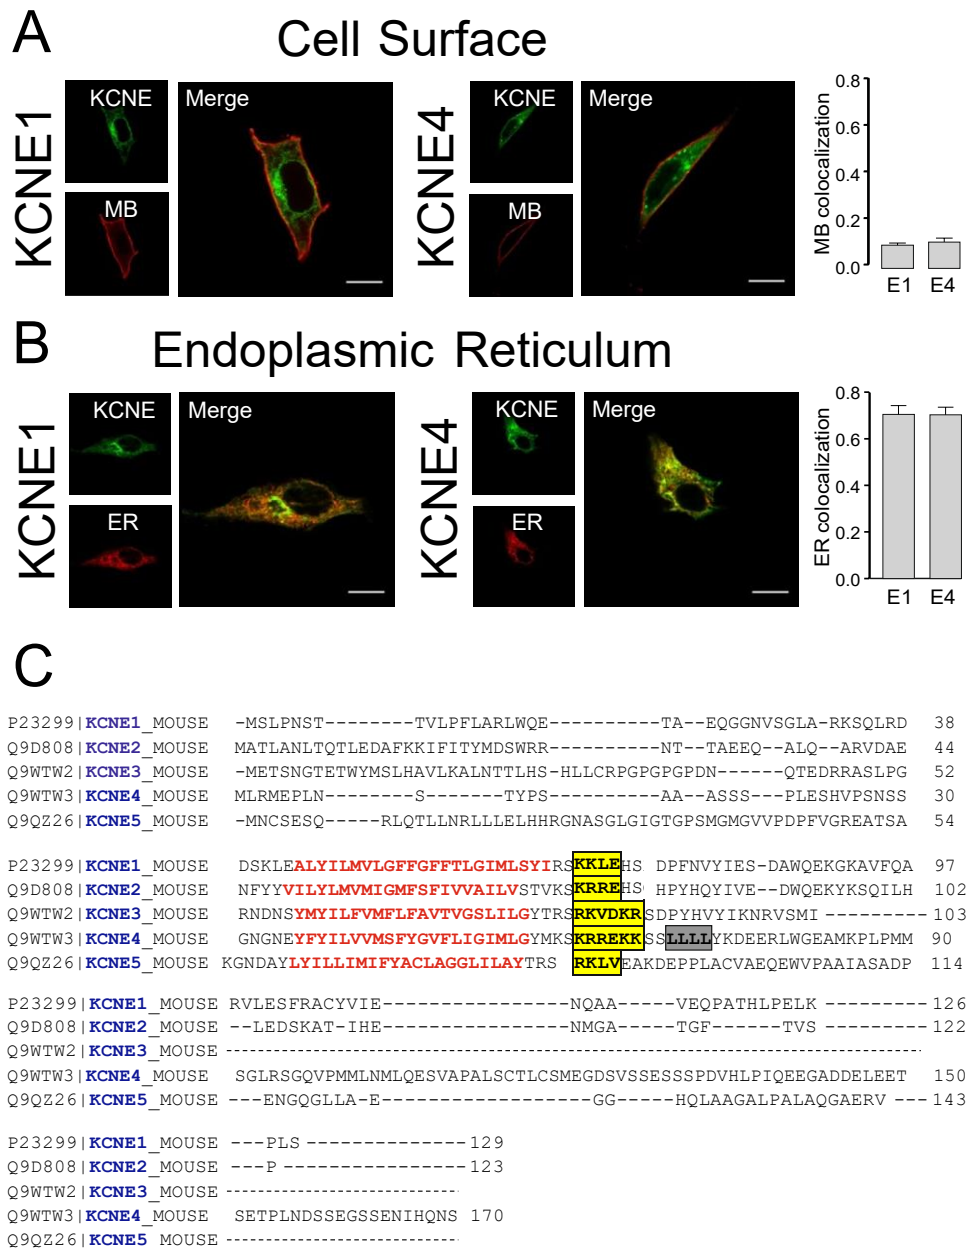 A
Cell Surface
KCNE1
KCNE
MB
Merge
KCNE4
KCNE
MB
Merge
MB colocalization
0.8
0.6
0.4
0.2
0.0
E1 E4
B
Endoplasmic Reticulum
KCNE1
KCNE
ER
Merge
KCNE4
KCNE
ER
Merge
ER colocalization
0.8
0.6
0.4
0.2
0.0
E1 E4
C
P23299|KCNE1_MOUSE -MSLPNST--------TVLPFLARLWQE-----------TA--EQGGNVSGLA-RKSQLRD 38
Q9D808|KCNE2_MOUSE MATLANLTQTLEDAFKKIFITYMDSWRR----------NT--TAEEQ--ALQ--ARVDAE 44
Q9WTW2|KCNE3_MOUSE -METSNGTETWYMSLHAVLKALNTTLHS-HLLCRPGPGPGPDN------QTEDRRASLPG 52
Q9WTW3|KCNE4_MOUSE MLRMEPLN--------S-------TYPS----------AA--ASSS---PLESHVPSNSS 30
Q9QZ26|KCNE5_MOUSE -MNCSESQ-----RLQTLLNRLLLELHHRGNASGLGIGTGPSMGMGVVPDPFVGREATSA 54
P23299|KCNE1_MOUSE DSKLEALYILMVLGFFGFFTLGIMLSYIRSKKLEHS DPFNVYIES-DAWQEKGKAVFQA 97
Q9D808|KCNE2_MOUSE NFYYVILYLMVMIGMFSFIVVAILVSTVKSKRREHS HPYHQYIVE--DWQEKYKSQILH 102
Q9WTW2|KCNE3_MOUSE RNDNSYMYILFVMFLFAVTVGSLILGYTRSRKVDKRSDPYHVYIKNRVSMI --------- 103
Q9WTW3|KCNE4_MOUSE GNGNEYFYILVVMSFYGVFLIGIMLGYMKSKRREKKSSLLLLYKDEERLWGEAMKPLPMM 90
Q9QZ26|KCNE5_MOUSE KGNDAYLYILLIMIFYACLAGGLILAYTRS RKLVEAKDEPPLACVAEQEWVPAAIASADP 114
P23299|KCNE1_MOUSE RVLESFRACYVIE----------------NQAA-----VEQPATHLPELK --------- 126
Q9D808|KCNE2_MOUSE --LEDSKAT-IHE----------------NMGA-----TGF------TVS --------- 122
Q9WTW2|KCNE3_MOUSE ------------------------------------------------------------
Q9WTW3|KCNE4_MOUSE SGLRSGQVPMMLNMLQESVAPALSCTLCSMEGDSVSSESSSPDVHLPIQEEGADDELEET 150
Q9QZ26|KCNE5_MOUSE ---ENGQGLLA-E------------------GG-----HQLAAGALPALAQGAERV --- 143
P23299|KCNE1_MOUSE ---PLS --------------129
Q9D808|KCNE2_MOUSE ---P ----------------123
Q9WTW2|KCNE3_MOUSE --------------------
Q9WTW3|KCNE4_MOUSE SETPLNDSSEGSSENIHQNS 170
Q9QZ26|KCNE5_MOUSE --------------------